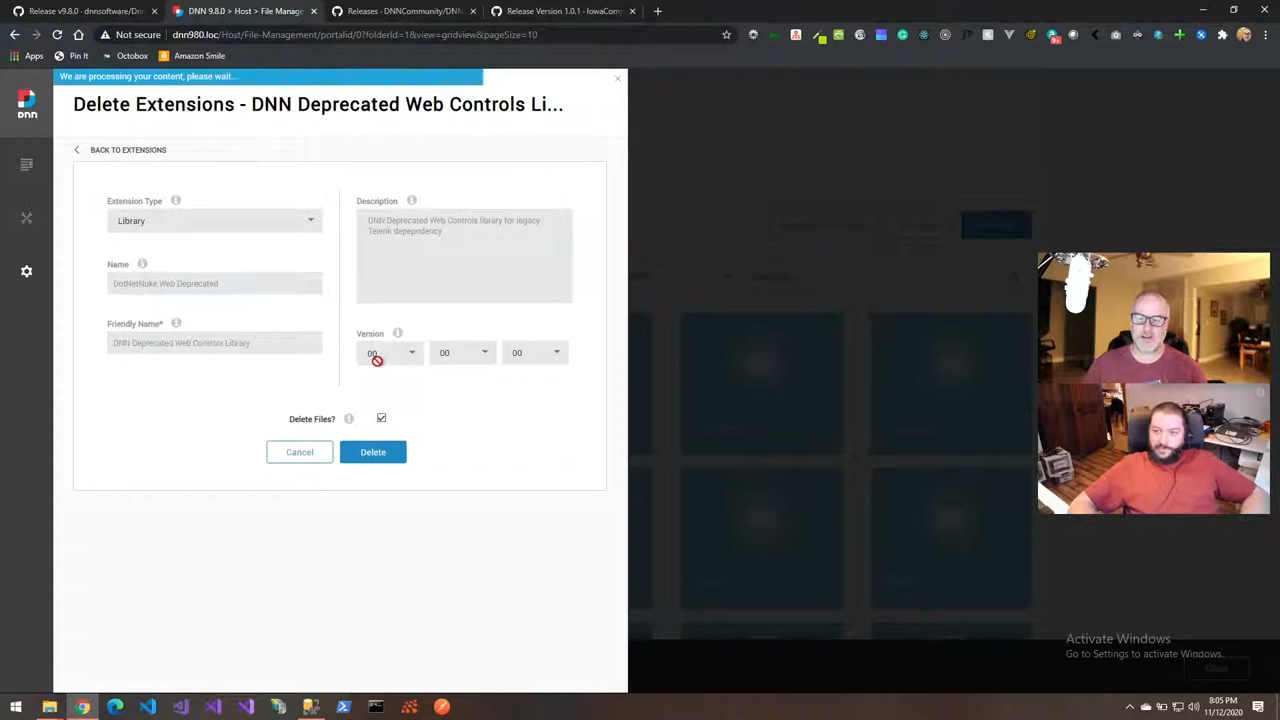 Release v9.8.0 - dnnsoftware/Dn
DNN 9.8.0 > Host > File Manage
Releases - DNNCommunity/DNN
Release Version 1.0.1 - IowaComp
Not secure
dnn980.loc/Host/File-Management/portalid/0?folderId=1&view=gridview&pageSize=10
Apps
Pin It
Octobox
Amazon Smile
We are processing your content, please wait...
Delete Extensions - DNN Deprecated Web Controls Li...
DNN
BACK TO EXTENSIONS
Extension Type
Library
Description
DNN Deprecated Web Controls library for legacy
Telerik depepndency
Name
DotNetNuke.Web.Deprecated
Friendly Name*
DNN Deprecated Web Controls Library
Version
00
00
00
Delete Files?
Cancel
Delete
Activate Windows
Go to Settings to activate Windows.
Close
8:05 PM
11/12/2020